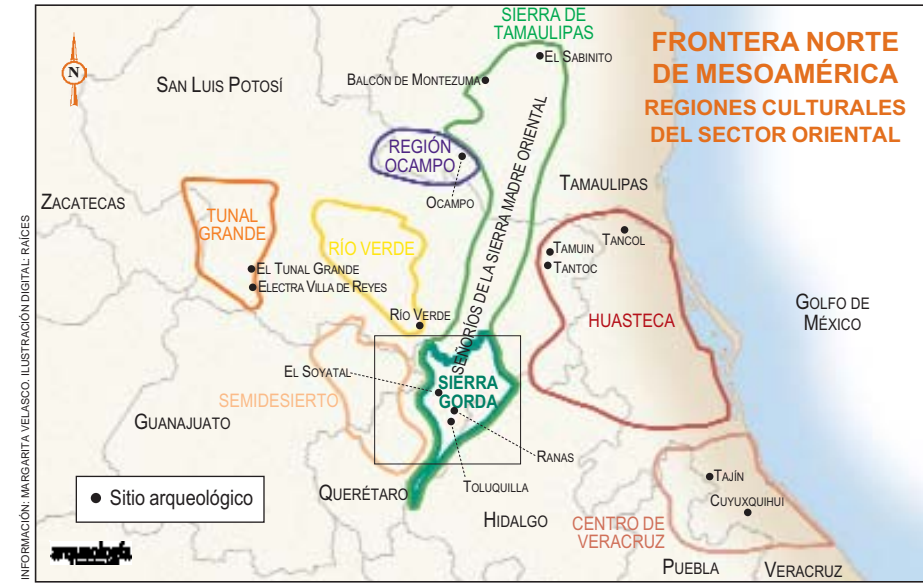 FRONTERA NORTE
DE MESOAMÉRICA
REGIONES CULTURALES
DEL SECTOR ORIENTAL
SIERRA DE
TAMAULIPAS
EL SABINITO
BALCÓN DE MONTEZUMA
N
SAN LUIS POTOSÍ
REGIÓN
OCAMPO
OCAMPO
SEÑORÍOS DE LA SIERRA MADRE ORIENTAL
TAMAULIPAS
ZACATECAS
TUNAL
GRANDE
RÍO VERDE
TANCOL
TAMUIN
TANTOC
EL TUNAL GRANDE
ELECTRA VILLA DE REYES
GOLFO DE
MÉXICO
RÍO VERDE
HUASTECA
EL SOYATAL
SIERRA
GORDA
SEMIDESIERTO
GUANAJUATO
RANAS
TAJÍN
TOLUQUILLA
CUYUXQUIHUI
QUERÉTARO
HIDALGO
CENTRO DE
VERACRUZ
PUEBLA
VERACRUZ
Sitio arqueológico
arqueología
INFORMACIÓN: MARGARITA VELASCO. ILUSTRACIÓN DIGITAL: RAÍCES